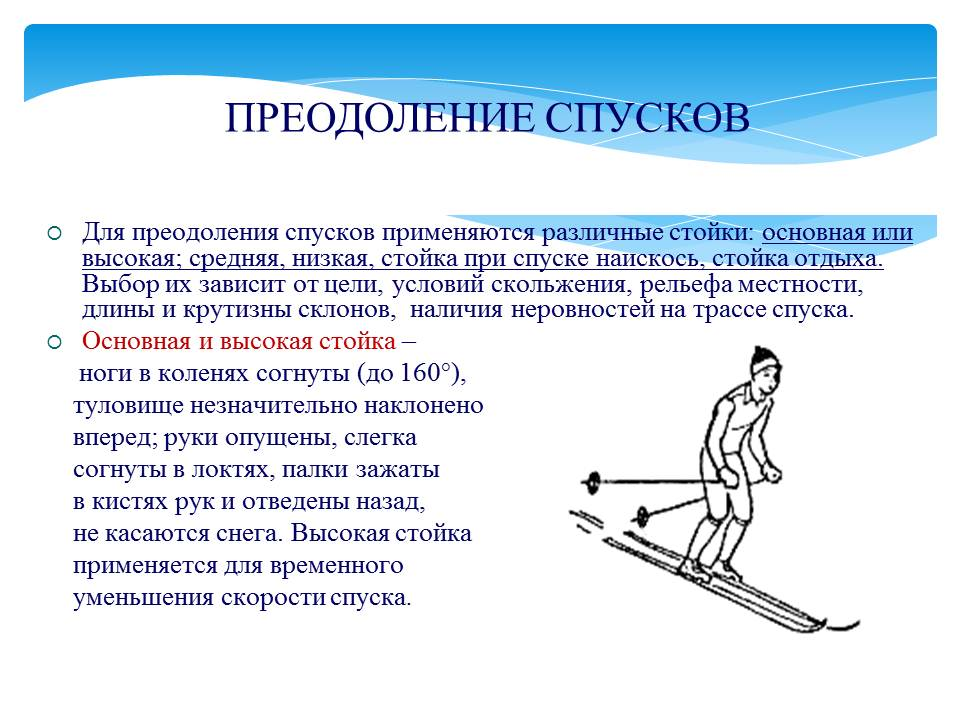 ПРЕОДОЛЕНИЕ СПУСКОВ
Для преодоления спусков применяются различные стойки: основная или
высокая; средняя, низкая, стойка при спуске наискось, стойка отдыха.
Выбор их зависит от цели, условий скольжения, рельефа местности,
длины и крутизны склонов, наличия неровностей на трассе спуска.
Основная и высокая стойка –
ноги в коленях согнуты (до 160°),
туловище незначительно наклонено
вперед; руки опущены, слегка
согнуты в локтях, палки зажаты
в кистях рук и отведены назад,
не касаются снега. Высокая стойка
применяется для временного
уменьшения скорости спуска.